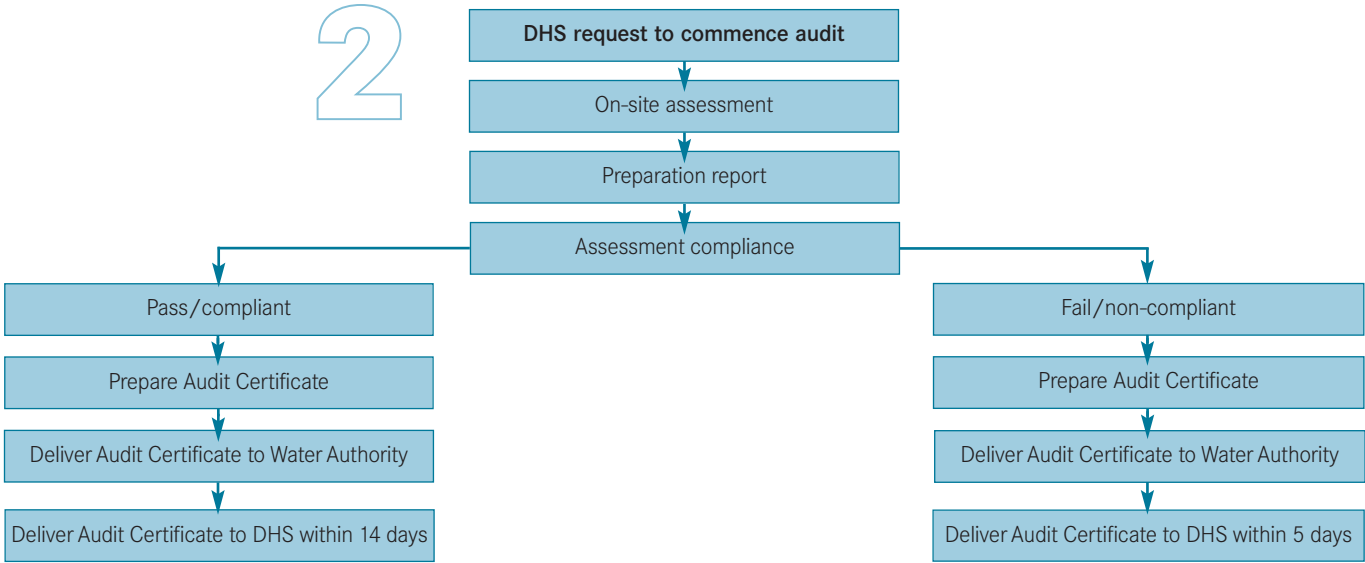 2
DHS request to commence audit
On-site assessment
Preparation report
Assessment compliance
Pass/compliant
Prepare Audit Certificate
Deliver Audit Certificate to Water Authority
Deliver Audit Certificate to DHS within 14 days
Fail/non-compliant
Prepare Audit Certificate
Deliver Audit Certificate to Water Authority
Deliver Audit Certificate to DHS within 5 days